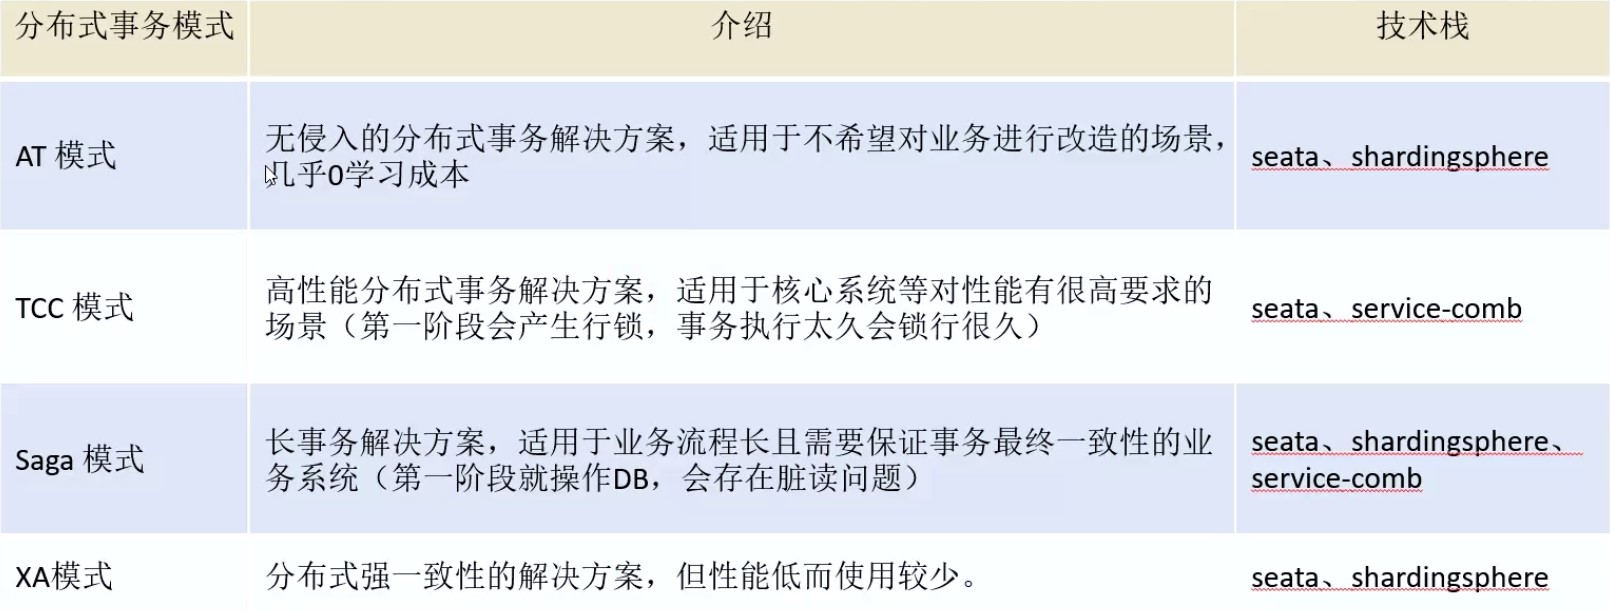 分布式事务模式
介绍
技术栈
AT 模式
无侵入的分布式事务解决方案，适用于不希望对业务进行改造的场景，
几乎0学习成本
seata、shardingsphere
TCC 模式
高性能分布式事务解决方案，适用于核心系统等对性能有很高要求的
场景（第一阶段会产生行锁，事务执行太久会锁行很久）
seata、service-comb
Saga 模式
长事务解决方案，适用于业务流程长且需要保证事务最终一致性的业
务系统（第一阶段就操作DB，会存在脏读问题）
seata、shardingsphere、
service-comb
XA模式
分布式强一致性的解决方案，但性能低而使用较少。
seata、shardingsphere